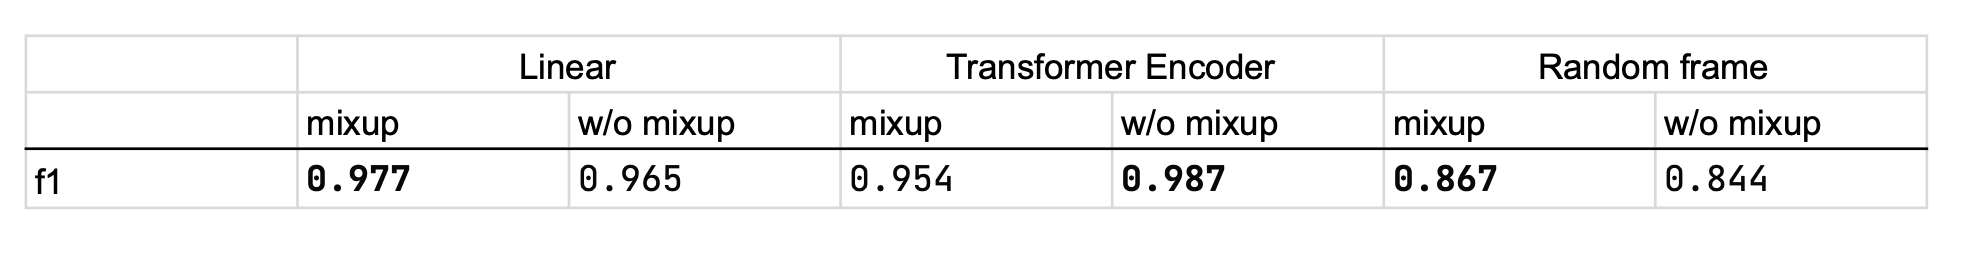 Linear Transformer Encoder Random frame
mixup w/o mixup mixup w/o mixup mixup w/o mixup
f1 0.977 0.965 0.954 0.987 0.867 0.844